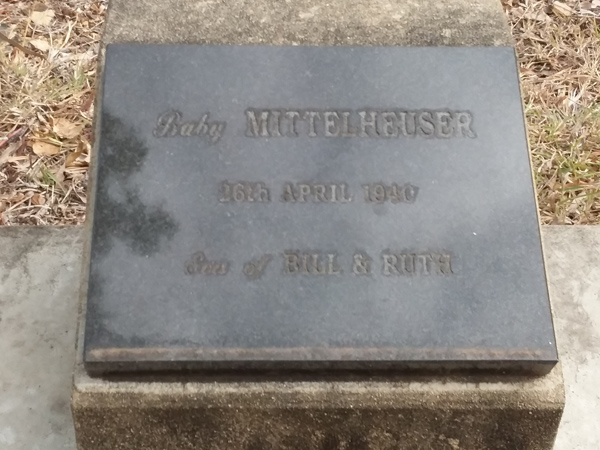 Baby MITTELHEUSER
26th APRIL 1940
Son of BILL & RUTH